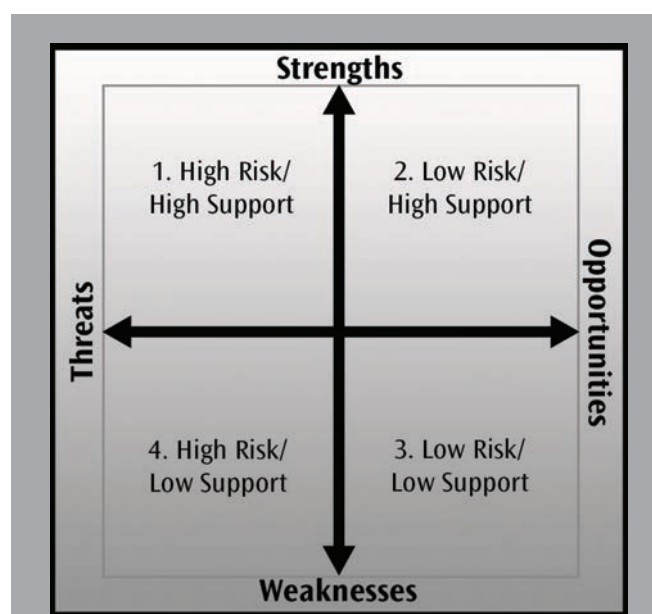 Strengths
1. High Risk/
High Support
2. Low Risk/
High Support
Threats
Opportunities
4. High Risk/
Low Support
3. Low Risk/
Low Support
Weaknesses